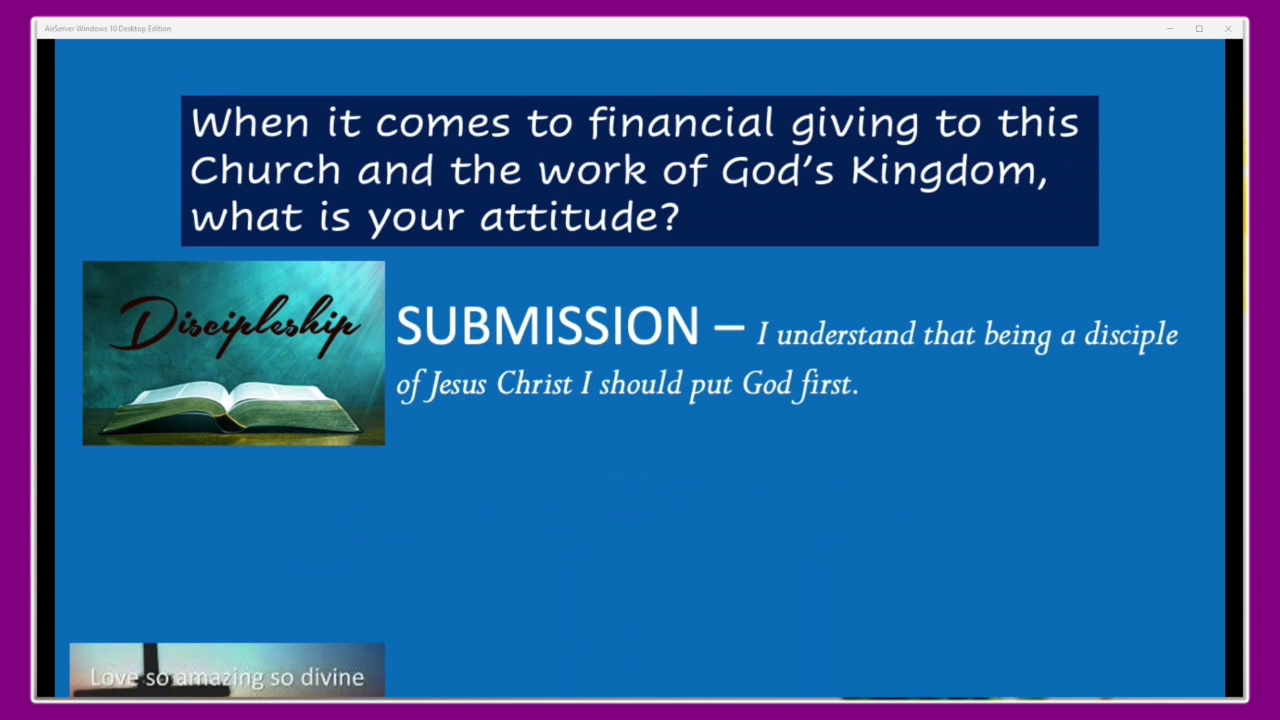 AirServer Windows 10 Desktop Edition
When it comes to financial giving to this
Church and the work of God's Kingdom,
what is your attitude?
Discipleship
SUBMISSION – I understand that being a disciple
of Jesus Christ I should put God first.
Love so amazing so divine